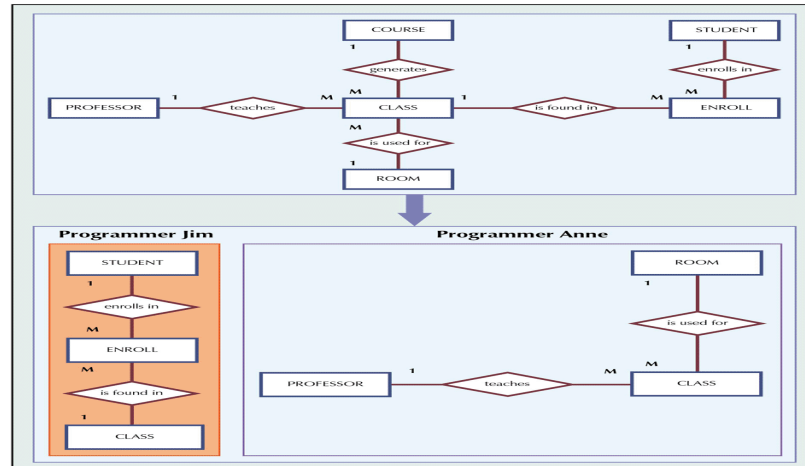 COURSE
STUDENT
1
1
generates
enrolls in
M
M
PROFESSOR
1
teaches
M
CLASS
1
is found in
M
ENROLL
M
is used for
1
ROOM
Programmer Jim
Programmer Anne
STUDENT
1
enrolls in
M
ENROLL
M
is found in
1
CLASS
ROOM
1
is used for
M
PROFESSOR
1
teaches
M
CLASS